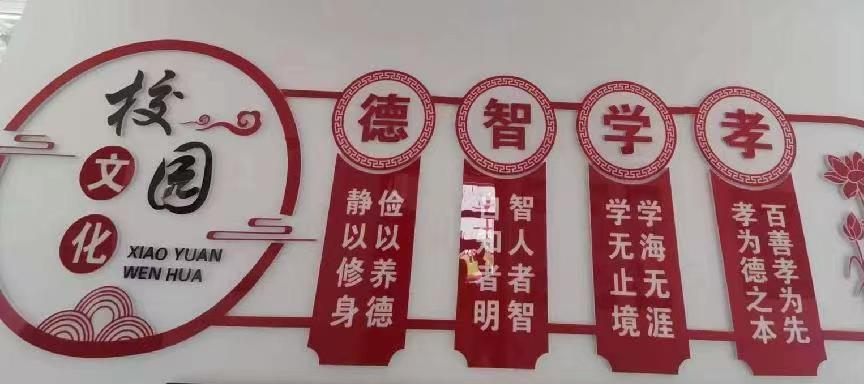 校园
文化
XIAO YUAN
WEN HUA
德
俭以养德
静以修身
智
智人者智
自知者明
学
学海无涯
学无止境
孝
百善孝为先
孝为德之本